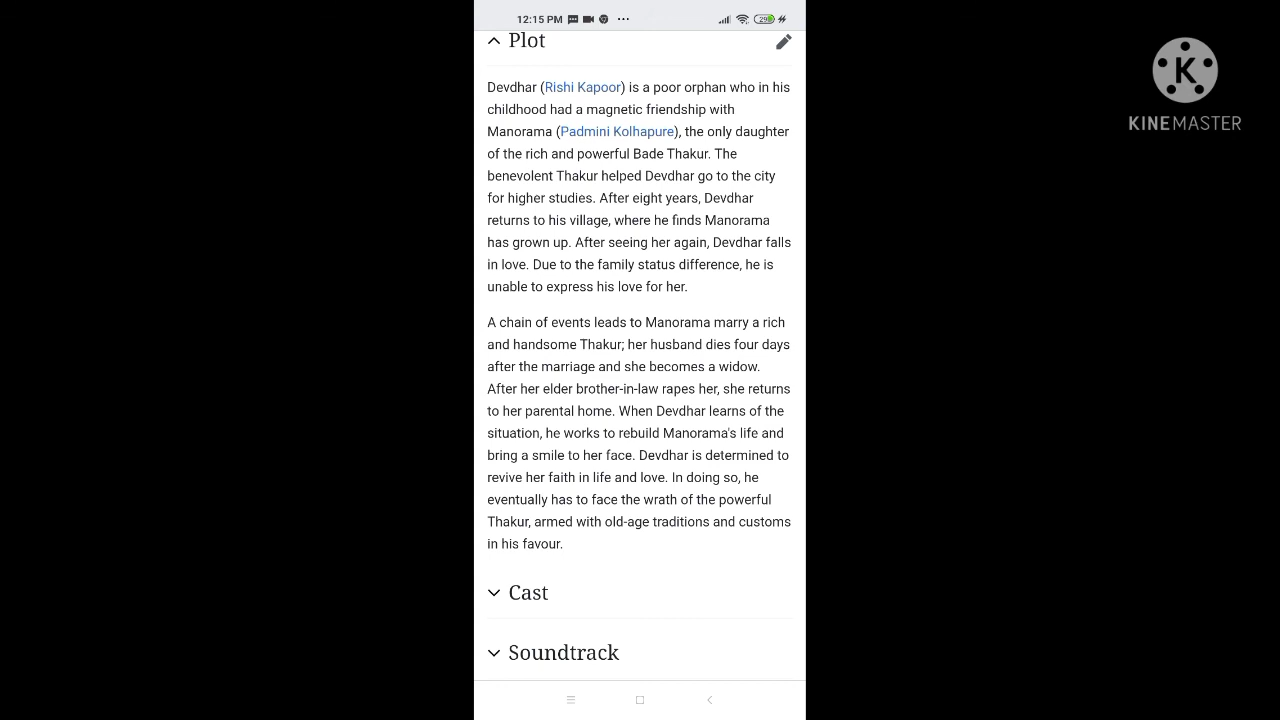 12:15 PM
29
Plot
Devdhar (Rishi Kapoor) is a poor orphan who in his
childhood had a magnetic friendship with
Manorama (Padmini Kolhapure), the only daughter
of the rich and powerful Bade Thakur. The
benevolent Thakur helped Devdhar go to the city
for higher studies. After eight years, Devdhar
returns to his village, where he finds Manorama
has grown up. After seeing her again, Devdhar falls
in love. Due to the family status difference, he is
unable to express his love for her.
A chain of events leads to Manorama marry a rich
and handsome Thakur; her husband dies four days
after the marriage and she becomes a widow.
After her elder brother-in-law rapes her, she returns
to her parental home. When Devdhar learns of the
situation, he works to rebuild Manorama's life and
bring a smile to her face. Devdhar is determined to
revive her faith in life and love. In doing so, he
eventually has to face the wrath of the powerful
Thakur, armed with old-age traditions and customs
in his favour.
Cast
Soundtrack
K
KINEMASTER